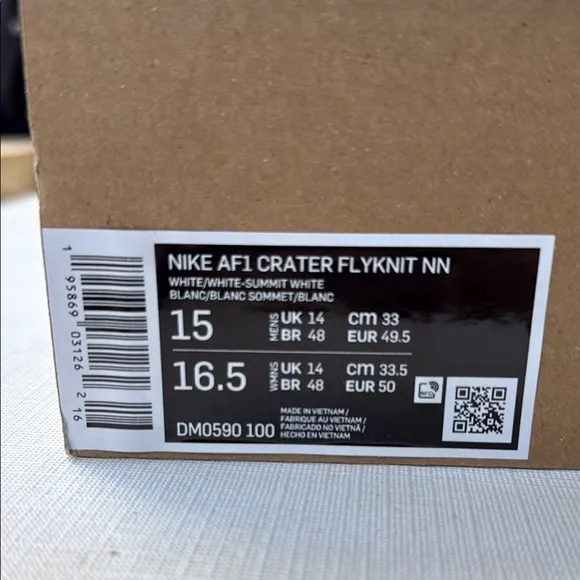 NIKE AF1 CRATER FLYKNIT NN
WHITE/WHITE-SUMMIT WHITE
BLANC/BLANC SOMMET/BLANC
15 MENS UK 14 cm 33
BR 48 EUR 49.5
16.5 WMNS UK 14 cm 33.5
BR 48 EUR 50
DM0590 100
MADE IN VIETNAM/
FABRIQUE AU VIETNAM/
FABRICADO NO VIETNÃ/
HECHO EN VIETNAM
1 95869 03126 2 16